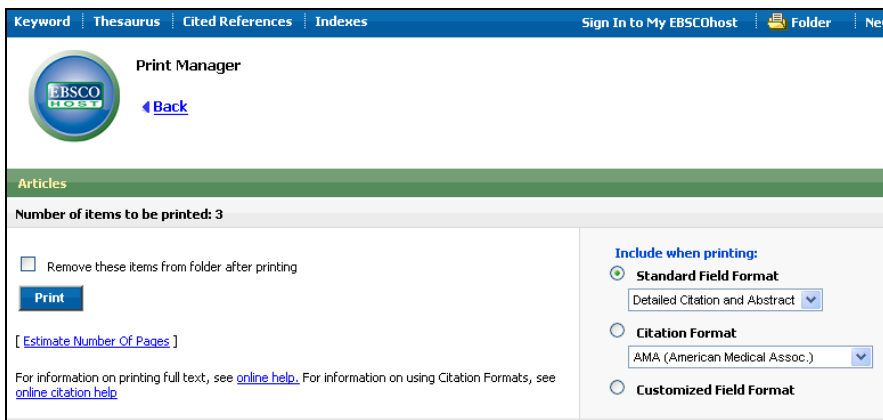 Keyword Thesaurus Cited References Indexes Sign In to My EBSCOhost Folder
EBSCO
HOST
Print Manager
Back
Articles
Number of items to be printed: 3
Remove these items from folder after printing
Print
[ Estimate Number Of Pages ]
For information on printing full text, see online help. For information on using Citation Formats, see
online citation help
Include when printing:
Standard Field Format
Detailed Citation and Abstract
Citation Format
AMA (American Medical Assoc.)
Customized Field Format